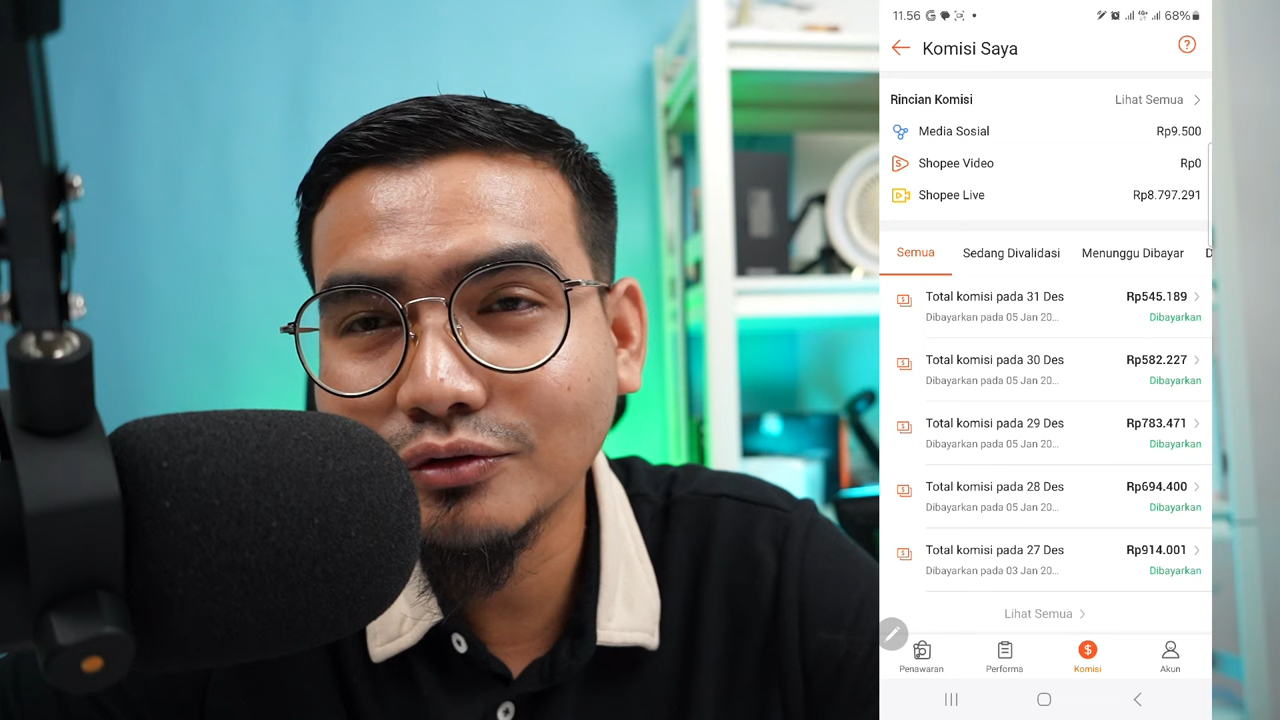 11.56
68%
Komisi Saya
Rincian Komisi Lihat Semua
Media Sosial Rp9.500
Shopee Video Rp0
Shopee Live Rp8.797.291
Semua Sedang Divalidasi Menunggu Dibayar D
Total komisi pada 31 Des Rp545.189
Dibayarkan pada 05 Jan 20... Dibayarkan
Total komisi pada 30 Des Rp582.227
Dibayarkan pada 05 Jan 20... Dibayarkan
Total komisi pada 29 Des Rp783.471
Dibayarkan pada 05 Jan 20... Dibayarkan
Total komisi pada 28 Des Rp694.400
Dibayarkan pada 05 Jan 20... Dibayarkan
Total komisi pada 27 Des Rp914.001
Dibayarkan pada 03 Jan 20... Dibayarkan
Lihat Semua
Penawaran Performa Komisi Akun